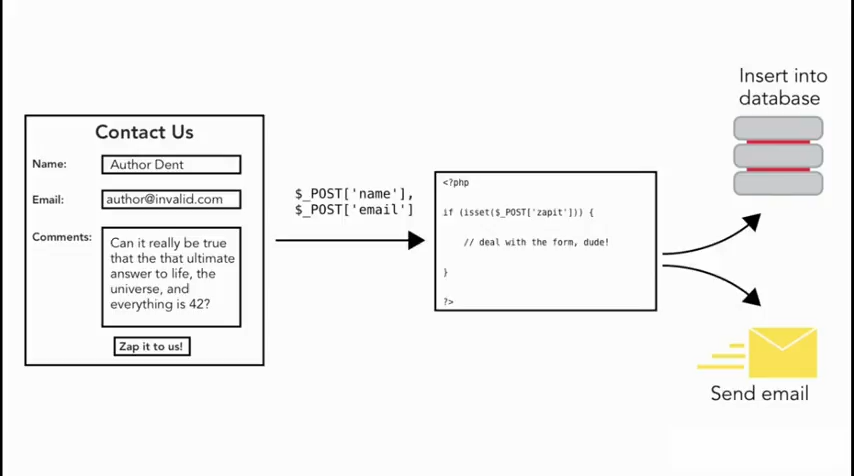 Contact Us
Name:
Author Dent
Email:
author@invalid.com
Comments:
Can it really be true
that the that ultimate
answer to life, the
universe, and
everything is 42?
Zap it to us!
$_POST['name'],
$_POST['email']
<?php
if (isset($_POST['zapit'])) {
// deal with the form, dude!
}
?>
Insert into
database
Send email